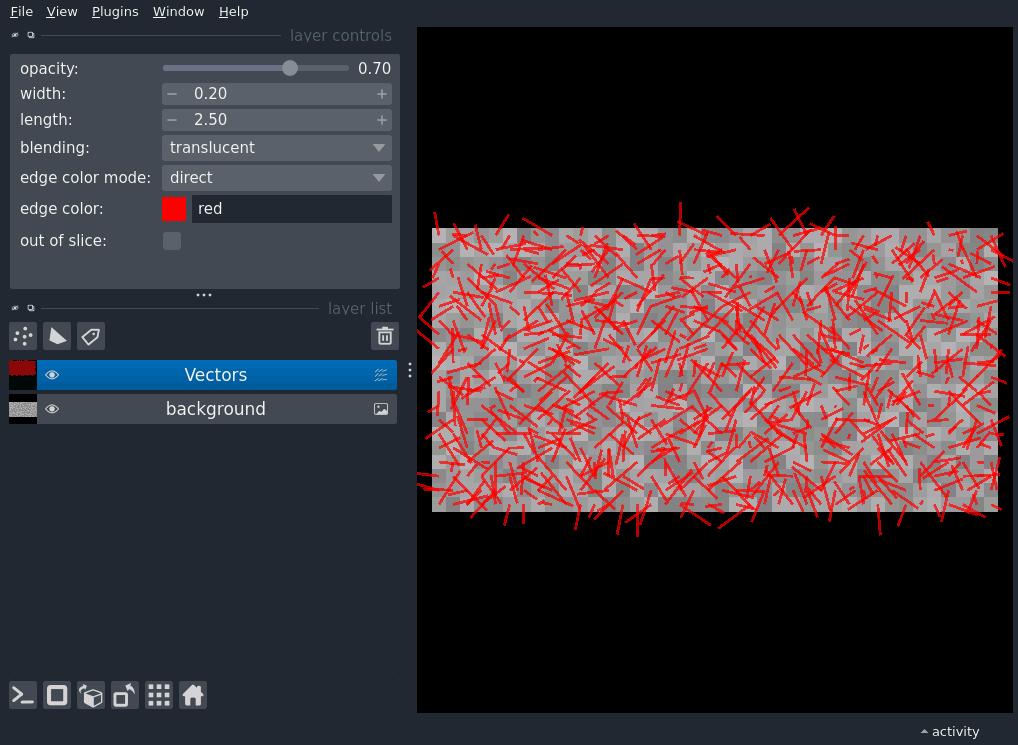 File View Plugins Window Help
layer controls
opacity: 0.70
width: 0.20
length: 2.50
blending: translucent
edge color mode: direct
edge color: red
out of slice:
layer list
Vectors
background
activity